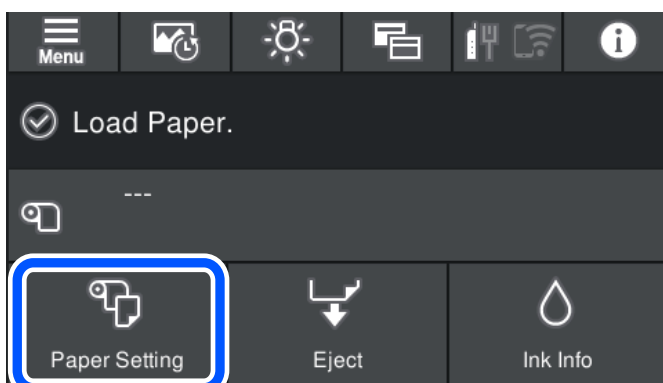 Menu
Load Paper.
---
Paper Setting
Eject
Ink Info